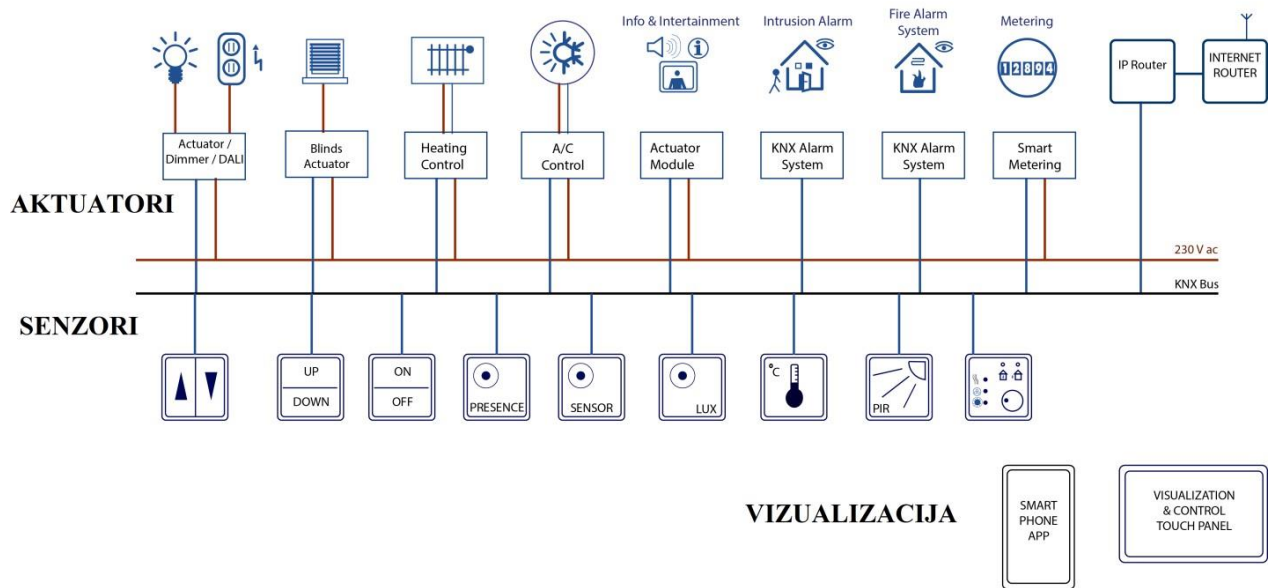 Info & Intertainment
Intrusion Alarm
Fire Alarm
System
Metering
12894
IP Router
INTERNET
ROUTER
Actuator /
Dimmer / DALI
Blinds
Actuator
Heating
Control
A/C
Control
Actuator
Module
KNX Alarm
System
KNX Alarm
System
Smart
Metering
AKTUATORI
230 V ac
KNX Bus
SENZORI
UP
DOWN
ON
OFF
PRESENCE
SENSOR
LUX
°C
PIR
VIZUALIZACIJA
SMART
PHONE
APP
VISUALIZATION
& CONTROL
TOUCH PANEL